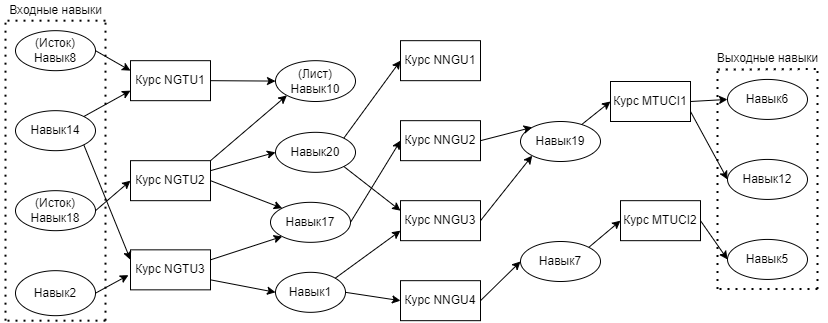 Входные навыки
(Исток)
Навык8
Навык14
(Исток)
Навык18
Навык2
Курс NGTU1
Курс NGTU2
Курс NGTU3
(Лист)
Навык10
Навык20
Навык17
Навык1
Курс NNGU1
Курс NNGU2
Курс NNGU3
Курс NNGU4
Навык19
Навык7
Курс MTUCI1
Курс MTUCI2
Выходные навыки
Навык6
Навык12
Навык5